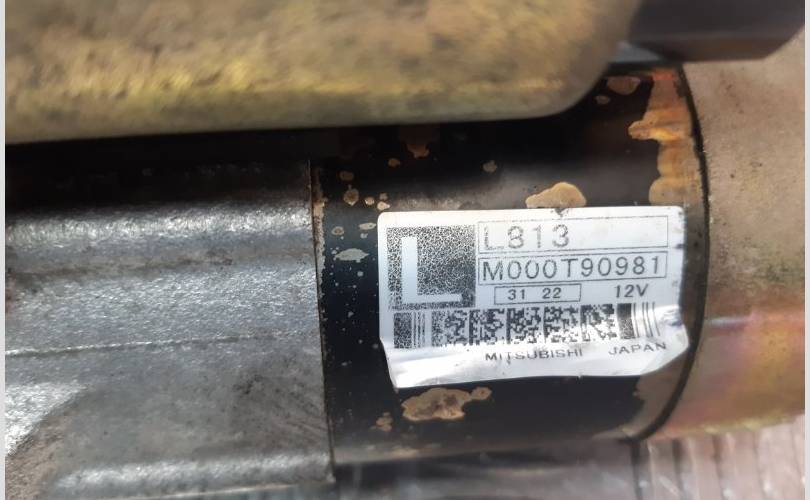 L
L813
M000T90981
31 22 12V
MITSUBISHI JAPAN